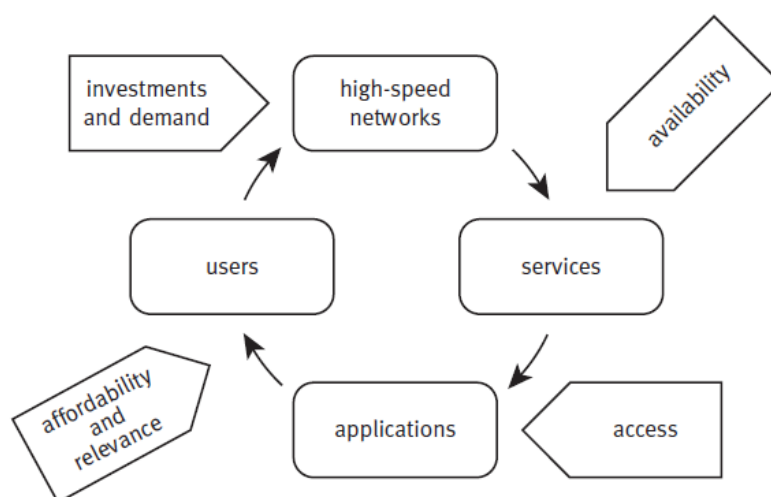 investments
and demand
high-speed
networks
availability
users
services
affordability
and
relevance
applications
access